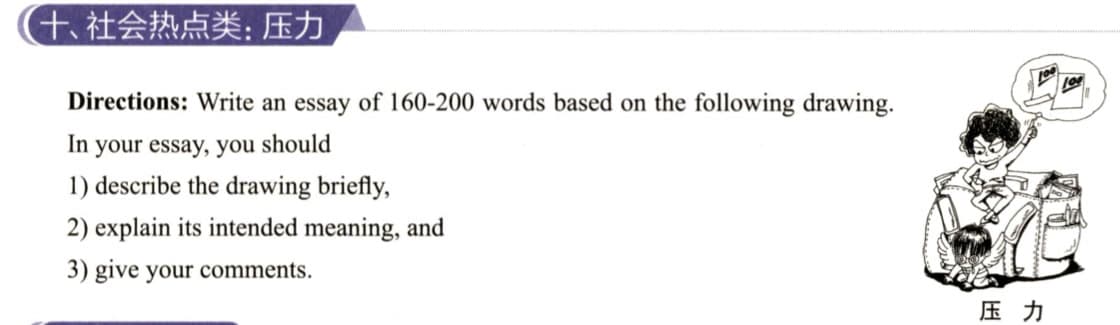 十、社会热点类：压力
Directions: Write an essay of 160-200 words based on the following drawing.
In your essay, you should
1) describe the drawing briefly,
2) explain its intended meaning, and
3) give your comments.
100
100
压 力